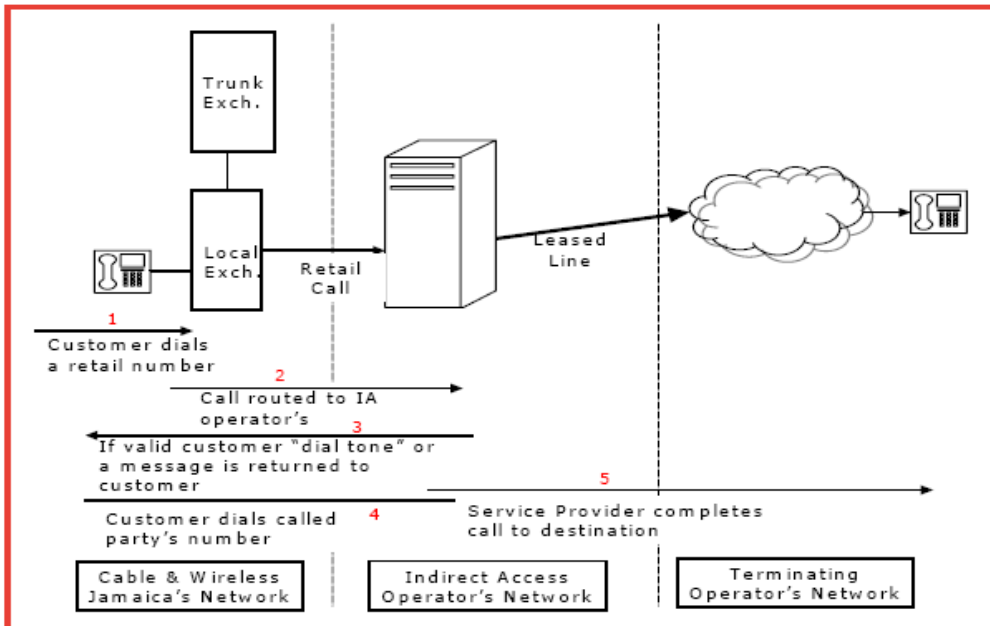 Trunk
Exch.
Local
Exch.
Retail
Call
Leased
Line
1
Customer dials
a retail number
2
Call routed to IA
operator's
3
If valid customer "dial tone" or
a message is returned to
customer
4
Customer dials called
party's number
5
Service Provider completes
call to destination
Cable & Wireless
Jamaica's Network
Indirect Access
Operator's Network
Terminating
Operator's Network